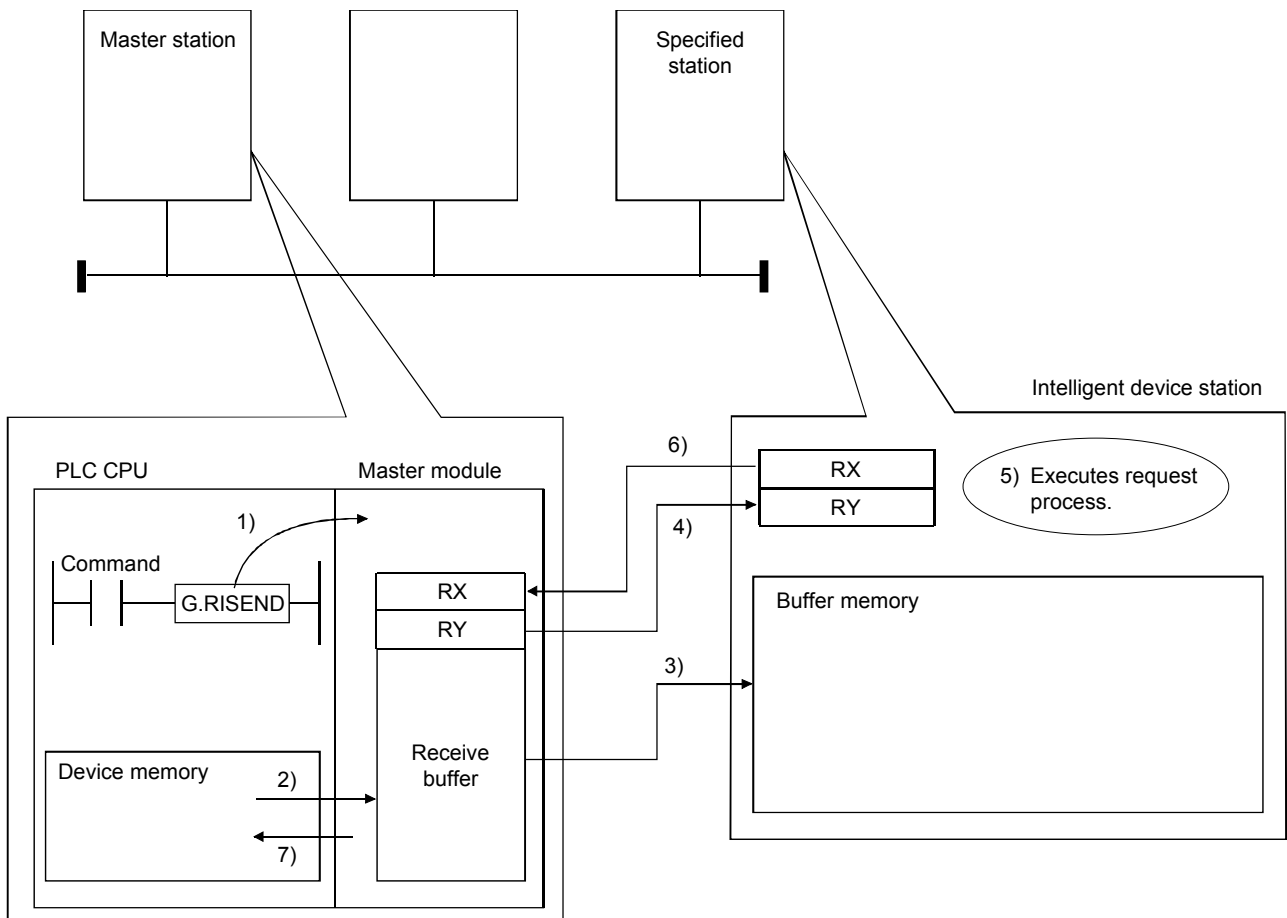 Master station
Specified
station
Intelligent device station
PLC CPU
Master module
1)
Command
G.RISEND
RX
RY
Receive
buffer
Device memory
2)
7)
6)
4)
3)
RX
RY
5) Executes request
process.
Buffer memory